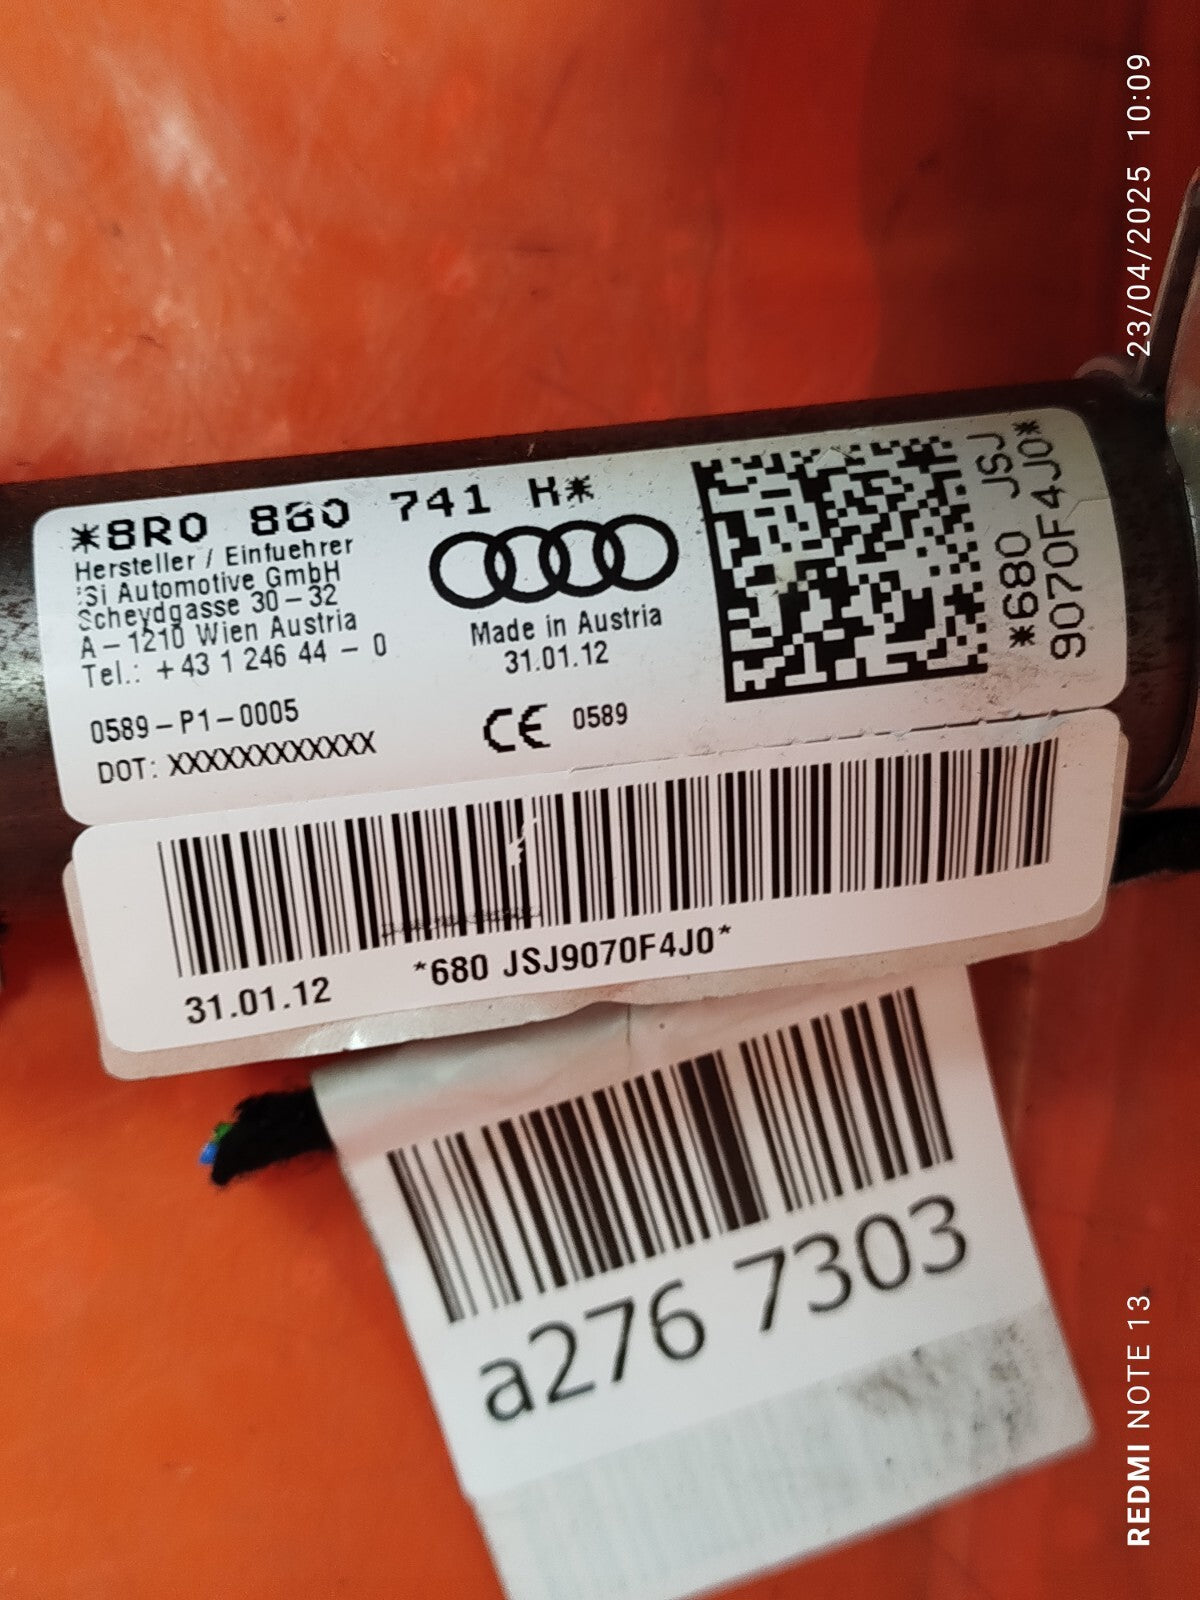 *8R0 880 741 H*
Hersteller / Einfuehrer
iSi Automotive GmbH
Scheydgasse 30-32
A-1210 Wien Austria
Tel.: +43 1 246 44 - 0
0589-P1-0005
DOT: XXXXXXXXXXXX
Made in Austria
31.01.12
CE 0589
*680 JSJ
9070F4J0*
31.01.12 *680 JSJ9070F4J0*
a276 7303
23/04/2025 10:09
REDMI NOTE 13